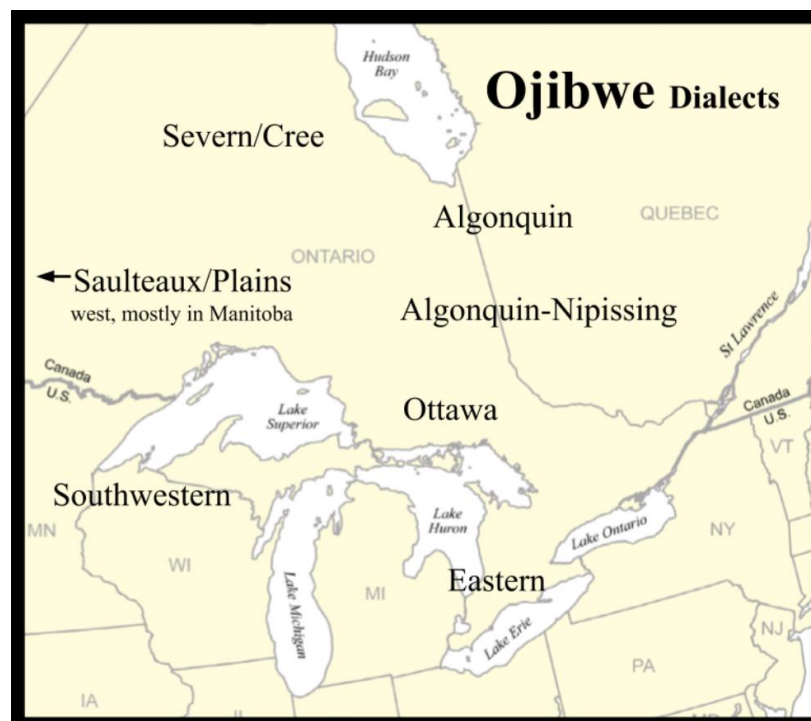 Hudson
Bay
Ojibwe Dialects
Severn/Cree
Algonquin
QUEBEC
ONTARIO
Saulteaux/Plains
west, mostly in Manitoba
Algonquin-Nipissing
St Lawrence
Canada
U.S.
Lake
Superior
Ottawa
Canada
U.S.
VT
Southwestern
MN
Lake
Huron
Lake Ontario
NY
WI
Lake Michigan
MI
Eastern
Lake Erie
NJ
PA
IA